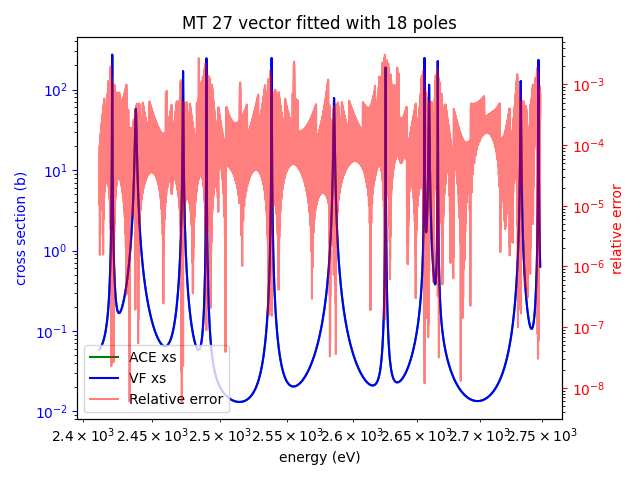 MT 27 vector fitted with 18 poles
cross section (b)
10²
10¹
10⁰
10⁻¹
10⁻²
10⁻³
10⁻⁴
10⁻⁵
10⁻⁶
10⁻⁷
10⁻⁸
relative error
ACE xs
VF xs
Relative error
2.4 × 10³ 2.45 × 10³ 2.5 × 10³ 2.55 × 10³ 2.6 × 10³ 2.65 × 10³ 2.7 × 10³ 2.75 × 10³
energy (eV)